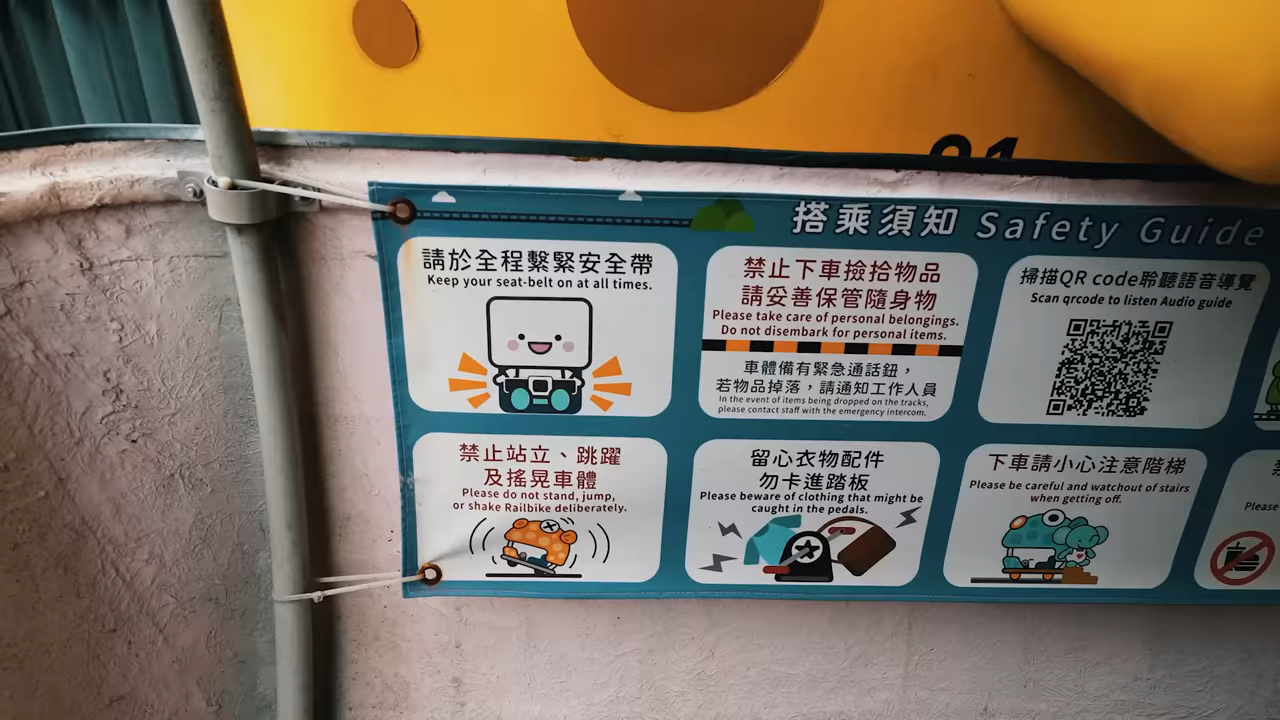 搭乘須知 Safety Guide
請於全程繫緊安全帶
Keep your seat-belt on at all times.
禁止下車撿拾物品
請妥善保管隨身物
Please take care of personal belongings.
Do not disembark for personal items.
車體備有緊急通話鈕，
若物品掉落，請通知工作人員
In the event of items being dropped on the tracks,
please contact staff with the emergency intercom.
掃描QR code聆聽語音導覽
Scan qrcode to listen Audio guide
禁止站立、跳躍
及搖晃車體
Please do not stand, jump,
or shake Railbike deliberately.
留心衣物配件
勿卡進踏板
Please beware of clothing that might be
caught in the pedals.
下車請小心注意階梯
Please be careful and watchout of stairs
when getting off.
Please